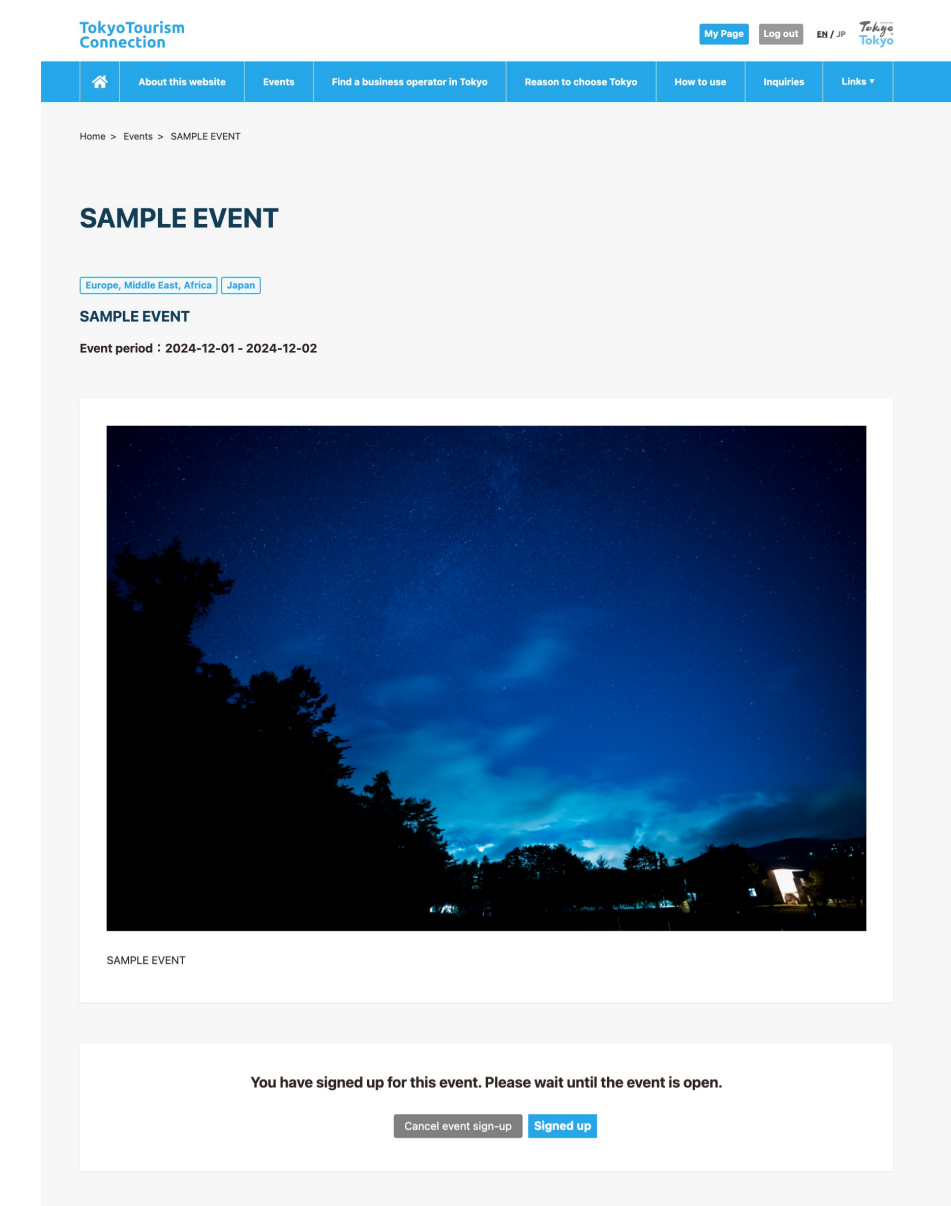 TokyoTourism
Connection
My Page
Log out
EN / JP
Tokyo
Tokyo
About this website
Events
Find a business operator in Tokyo
Reason to choose Tokyo
How to use
Inquiries
Links ▼
Home > Events > SAMPLE EVENT
SAMPLE EVENT
Europe, Middle East, Africa
Japan
SAMPLE EVENT
Event period：2024-12-01 - 2024-12-02
SAMPLE EVENT
You have signed up for this event. Please wait until the event is open.
Cancel event sign-up
Signed up